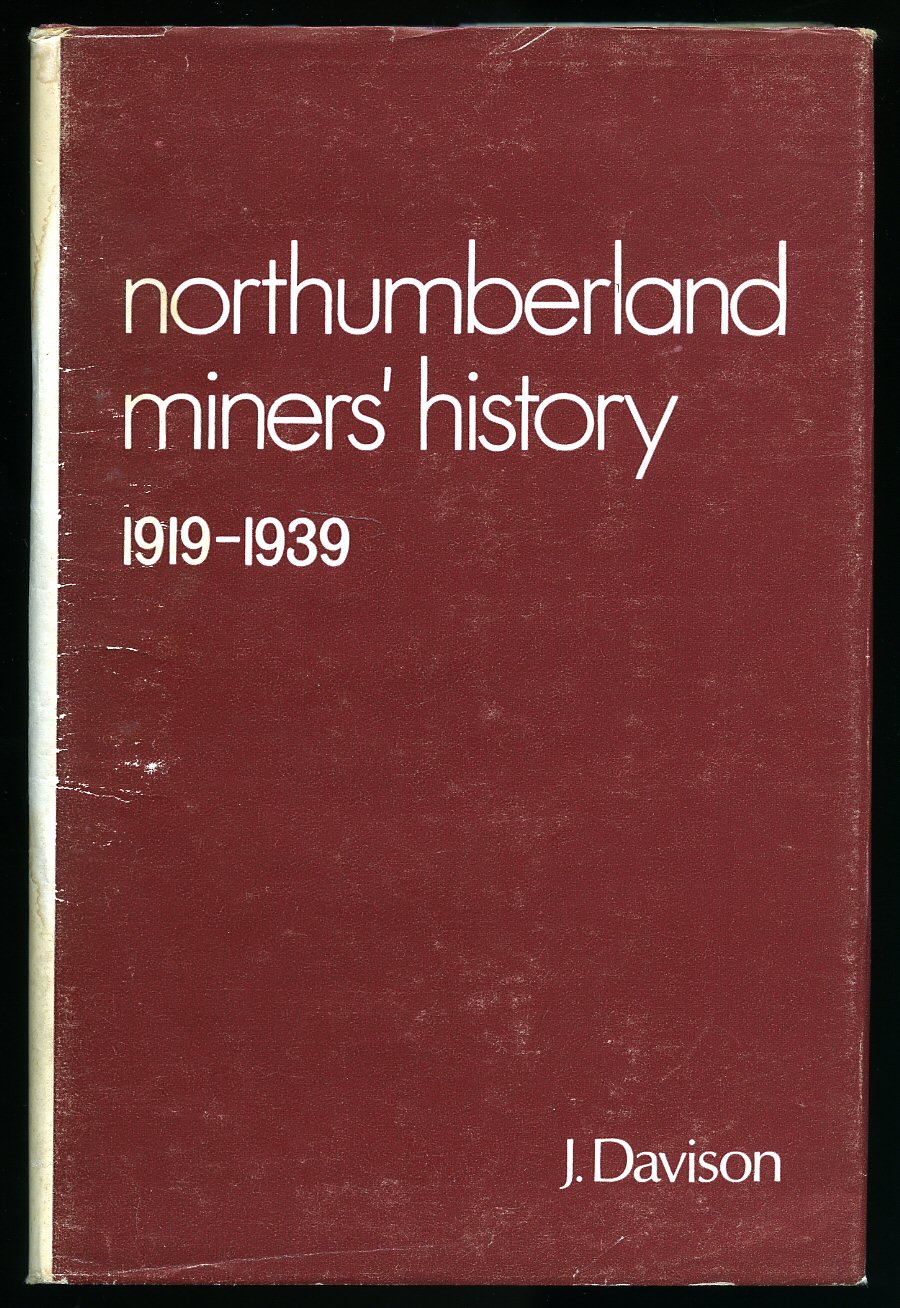 northumberland
miners' history
1919-1939
J. Davison